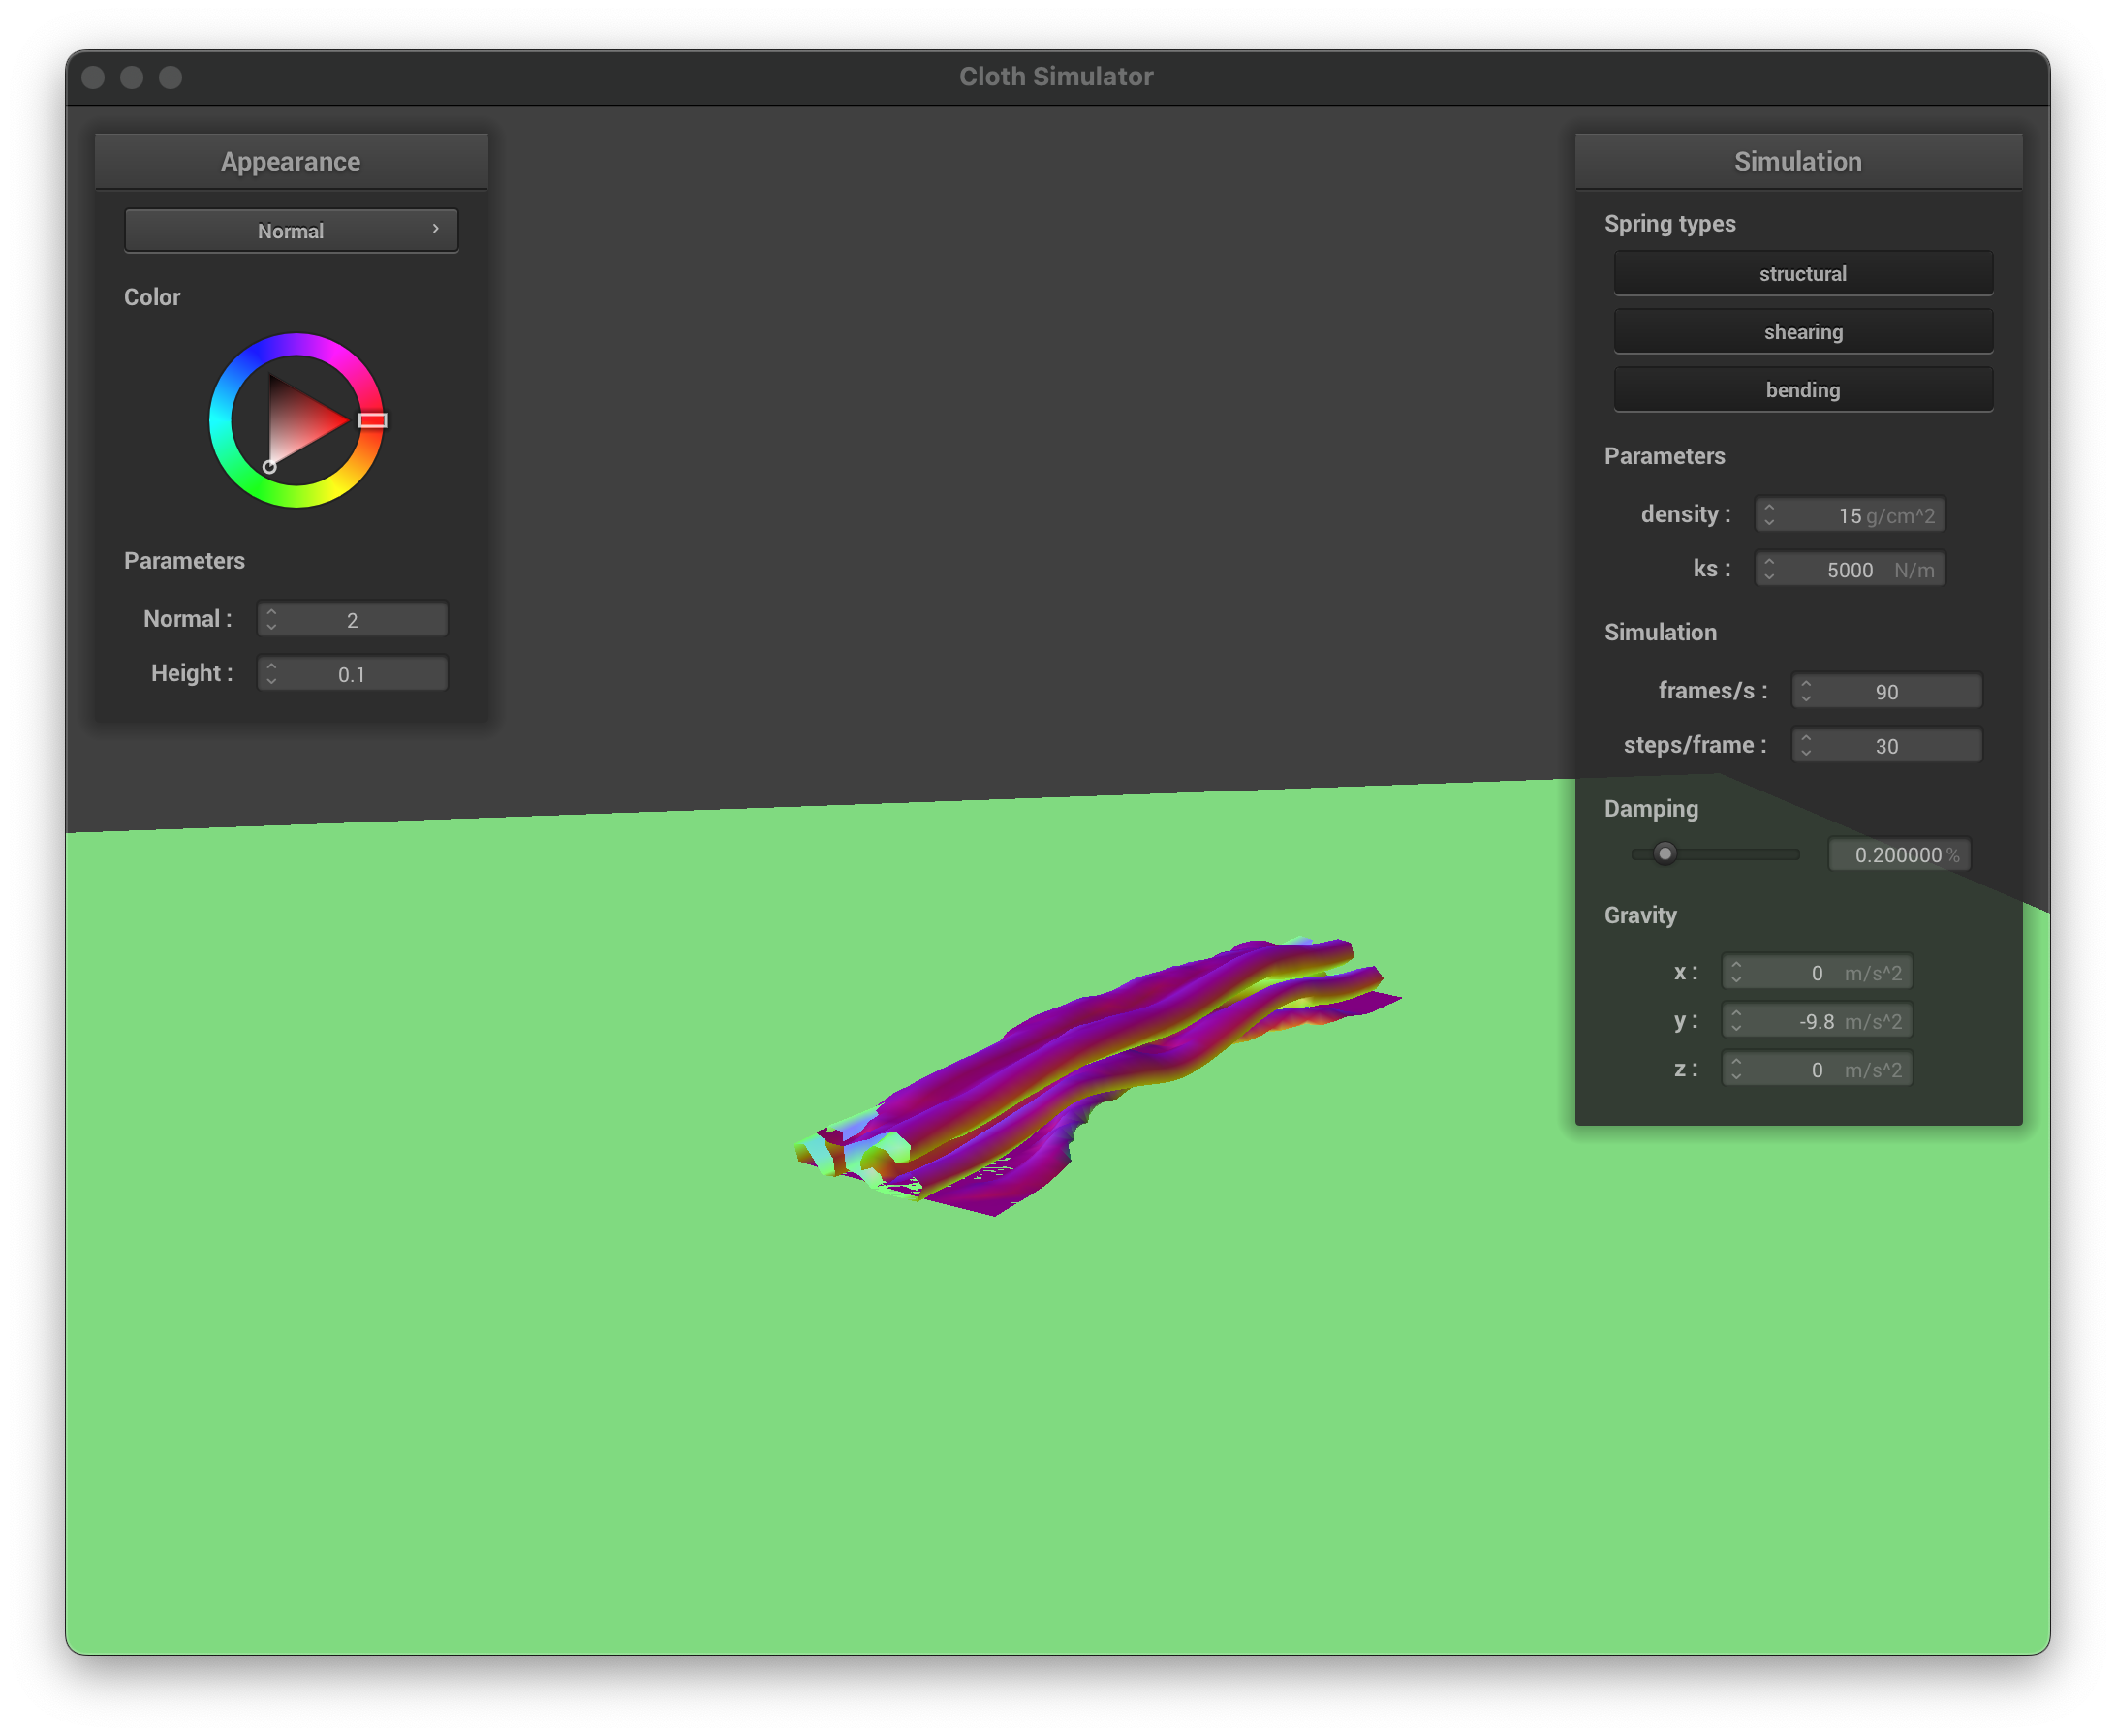 Cloth Simulator
Appearance
Normal
Color
Parameters
Normal : 2
Height : 0.1
Simulation
Spring types
structural
shearing
bending
Parameters
density : 15 g/cm^2
ks : 5000 N/m
Simulation
frames/s : 90
steps/frame : 30
Damping
0.200000 %
Gravity
x : 0 m/s^2
y : -9.8 m/s^2
z : 0 m/s^2